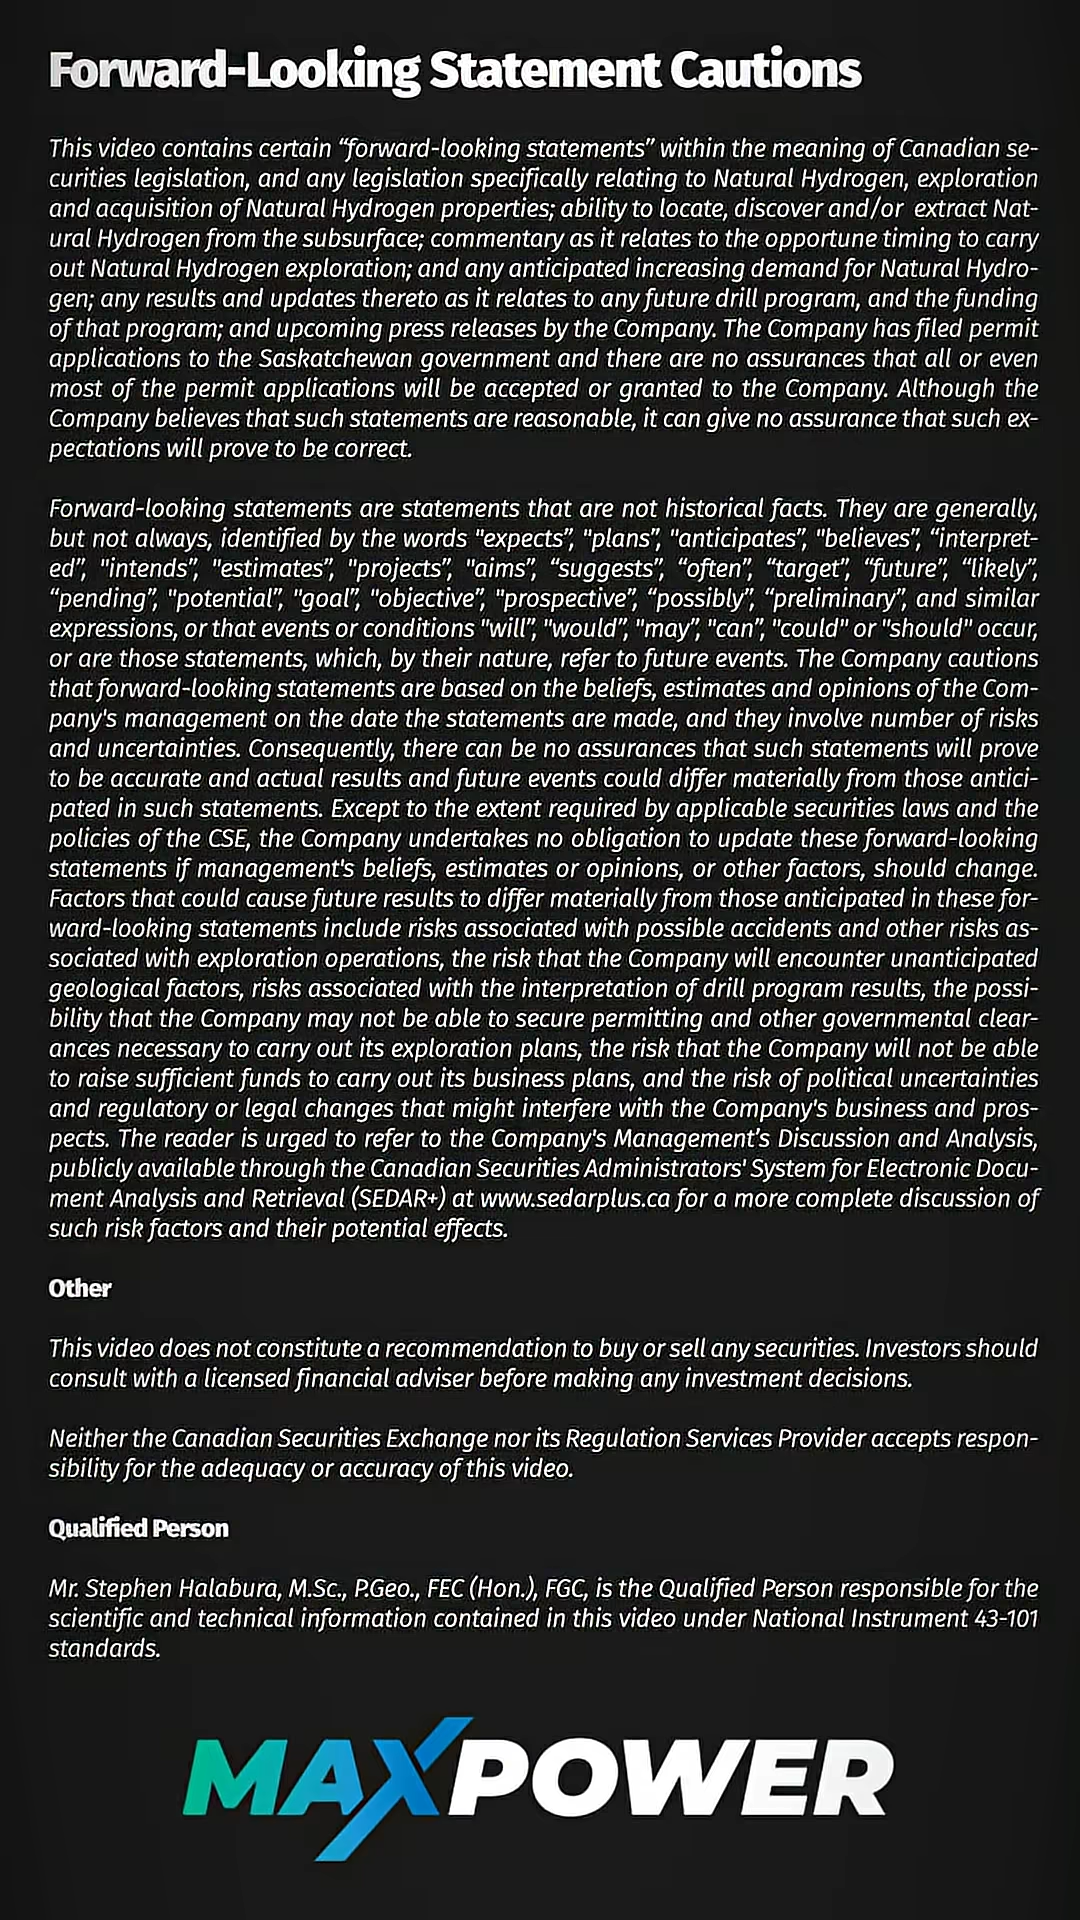 Forward-Looking Statement Cautions
This video contains certain “forward-looking statements” within the meaning of Canadian se-
curities legislation, and any legislation specifically relating to Natural Hydrogen, exploration
and acquisition of Natural Hydrogen properties; ability to locate, discover and/or extract Nat-
ural Hydrogen from the subsurface; commentary as it relates to the opportune timing to carry
out Natural Hydrogen exploration; and any anticipated increasing demand for Natural Hydro-
gen; any results and updates thereto as it relates to any future drill program, and the funding
of that program; and upcoming press releases by the Company. The Company has filed permit
applications to the Saskatchewan government and there are no assurances that all or even
most of the permit applications will be accepted or granted to the Company. Although the
Company believes that such statements are reasonable, it can give no assurance that such ex-
pectations will prove to be correct.
Forward-looking statements are statements that are not historical facts. They are generally,
but not always, identified by the words "expects”, "plans”, "anticipates”, "believes”, “interpret-
ed”, "intends”, "estimates”, "projects”, "aims”, “suggests”, “often”, “target”, “future”, “likely”,
“pending”, "potential”, "goal”, "objective”, "prospective”, “possibly”, “preliminary”, and similar
expressions, or that events or conditions "will”, "would”, "may”, "can”, "could" or "should" occur,
or are those statements, which, by their nature, refer to future events. The Company cautions
that forward-looking statements are based on the beliefs, estimates and opinions of the Com-
pany's management on the date the statements are made, and they involve number of risks
and uncertainties. Consequently, there can be no assurances that such statements will prove
to be accurate and actual results and future events could differ materially from those antici-
pated in such statements. Except to the extent required by applicable securities laws and the
policies of the CSE, the Company undertakes no obligation to update these forward-looking
statements if management's beliefs, estimates or opinions, or other factors, should change.
Factors that could cause future results to differ materially from those anticipated in these for-
ward-looking statements include risks associated with possible accidents and other risks as-
sociated with exploration operations, the risk that the Company will encounter unanticipated
geological factors, risks associated with the interpretation of drill program results, the possi-
bility that the Company may not be able to secure permitting and other governmental clear-
ances necessary to carry out its exploration plans, the risk that the Company will not be able
to raise sufficient funds to carry out its business plans, and the risk of political uncertainties
and regulatory or legal changes that might interfere with the Company's business and pros-
pects. The reader is urged to refer to the Company's Management's Discussion and Analysis,
publicly available through the Canadian Securities Administrators' System for Electronic Docu-
ment Analysis and Retrieval (SEDAR+) at www.sedarplus.ca for a more complete discussion of
such risk factors and their potential effects.
Other
This video does not constitute a recommendation to buy or sell any securities. Investors should
consult with a licensed financial adviser before making any investment decisions.
Neither the Canadian Securities Exchange nor its Regulation Services Provider accepts respon-
sibility for the adequacy or accuracy of this video.
Qualified Person
Mr. Stephen Halabura, M.Sc., P.Geo., FEC (Hon.), FGC, is the Qualified Person responsible for the
scientific and technical information contained in this video under National Instrument 43-101
standards.
MAXPOWER